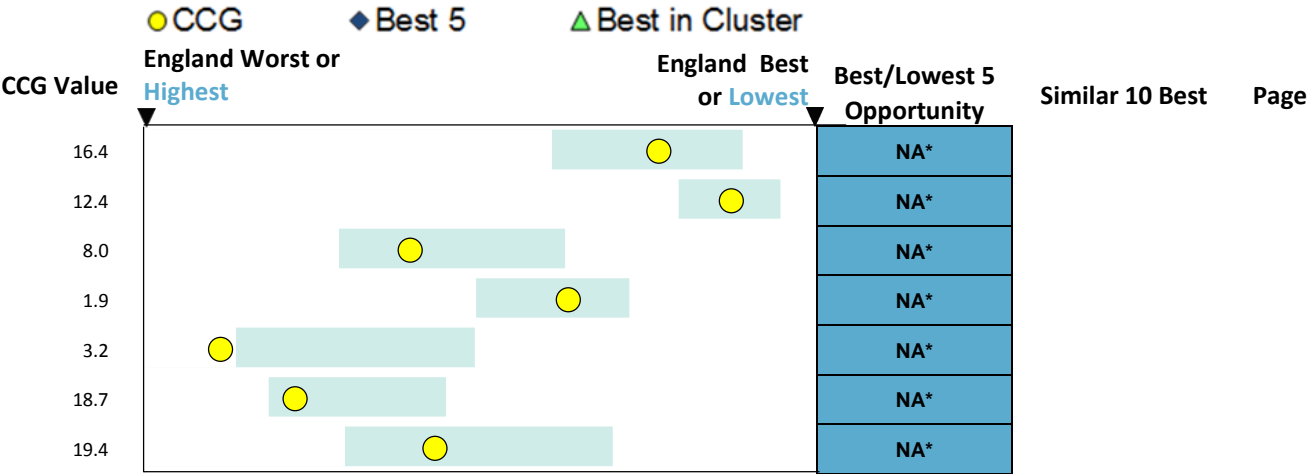 CCG Best 5 Best in Cluster
CCG Value England Worst or Highest England Best or Lowest Best/Lowest 5 Opportunity Similar 10 Best Page
16.4 NA*
12.4 NA*
8.0 NA*
1.9 NA*
3.2 NA*
18.7 NA*
19.4 NA*